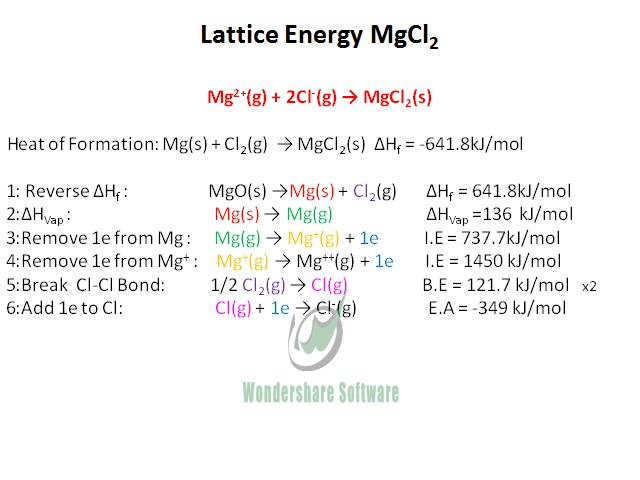 Lattice Energy MgCl₂
Mg²⁺(g) + 2Cl⁻(g) → MgCl₂(s)
Heat of Formation: Mg(s) + Cl₂(g) → MgCl₂(s) ΔHf = -641.8kJ/mol
1: Reverse ΔHf : MgO(s) →Mg(s) + Cl₂(g) ΔHf = 641.8kJ/mol
2:ΔHVap : Mg(s) → Mg(g) ΔHVap =136 kJ/mol
3:Remove 1e from Mg : Mg(g) → Mg⁺(g) + 1e I.E = 737.7kJ/mol
4:Remove 1e from Mg⁺ : Mg⁺(g) → Mg⁺⁺(g) + 1e I.E = 1450 kJ/mol
5:Break Cl-Cl Bond: 1/2 Cl₂(g) → Cl(g) B.E = 121.7 kJ/mol x2
6:Add 1e to Cl: Cl(g) + 1e → Cl⁻(g) E.A = -349 kJ/mol
Wondershare Software